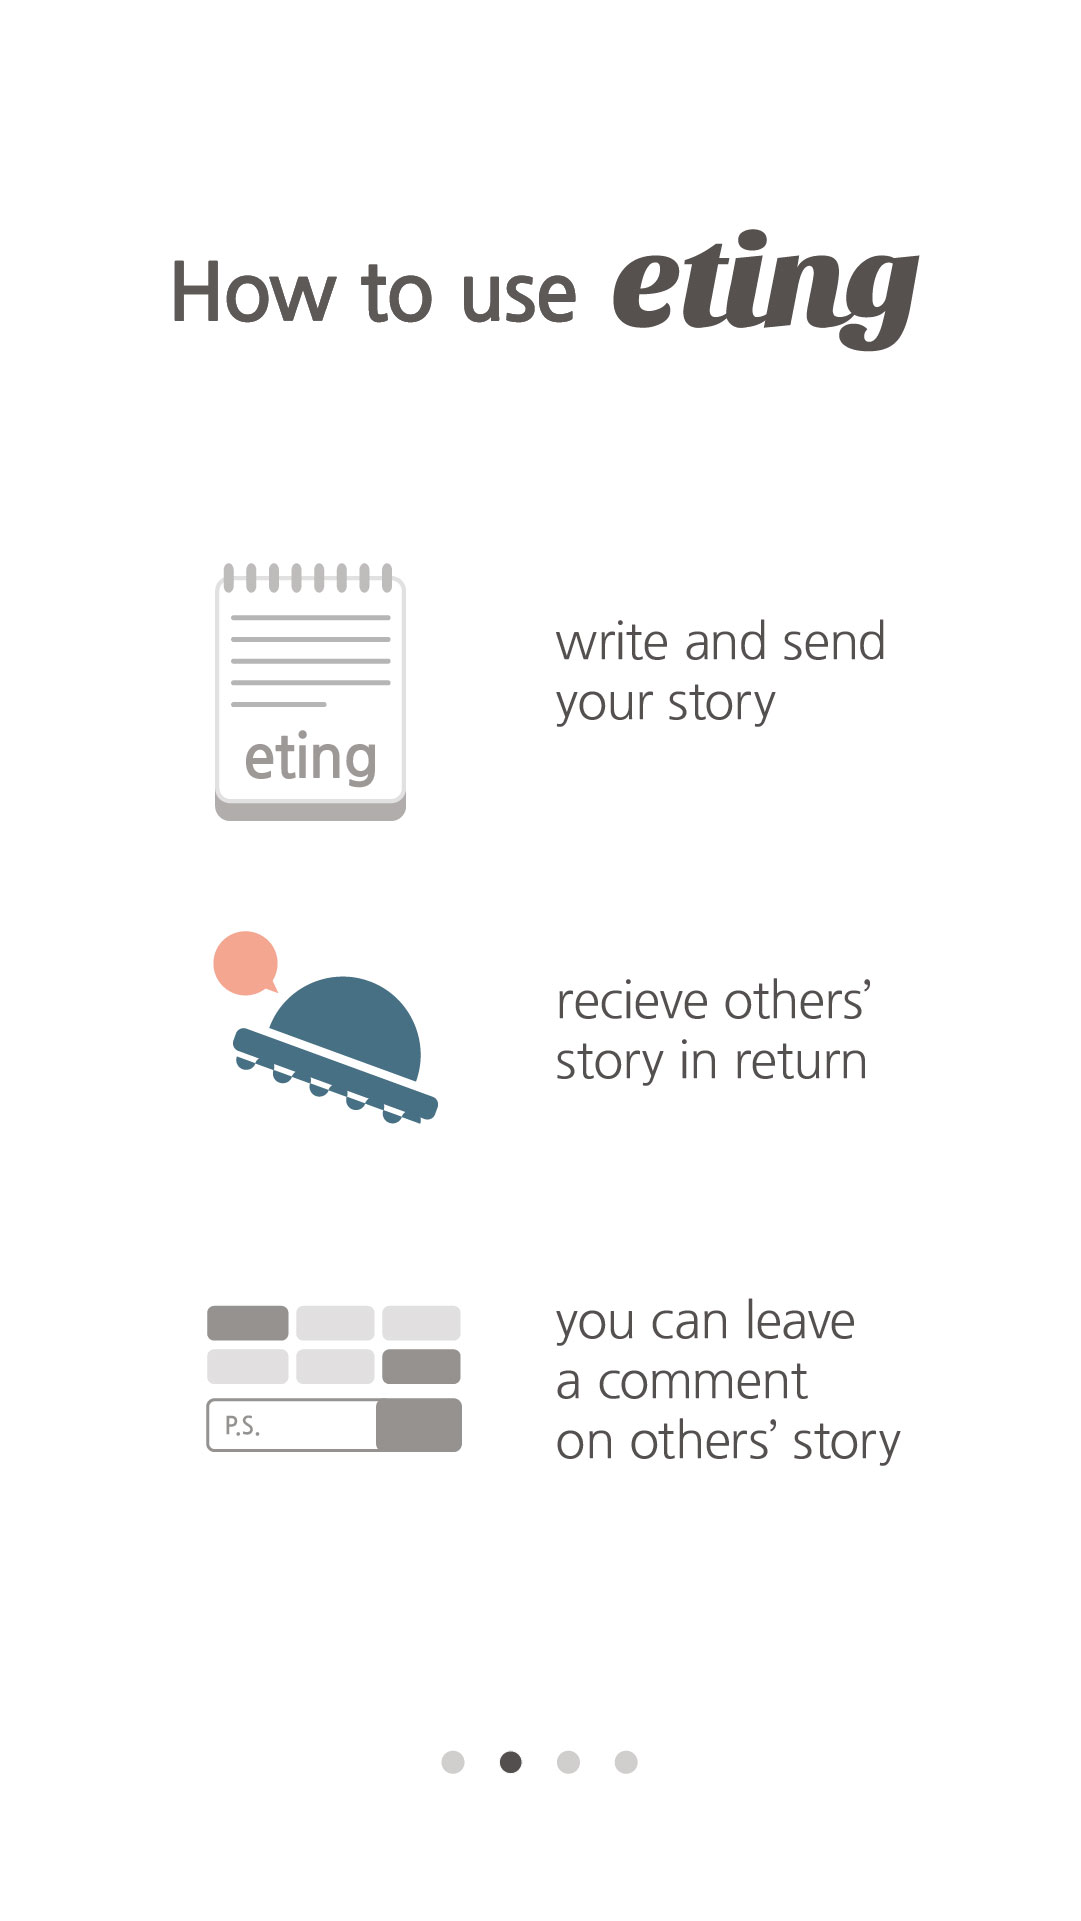 How to use eting
eting
write and send
your story
recieve others’
story in return
P.S.
you can leave
a comment
on others’ story